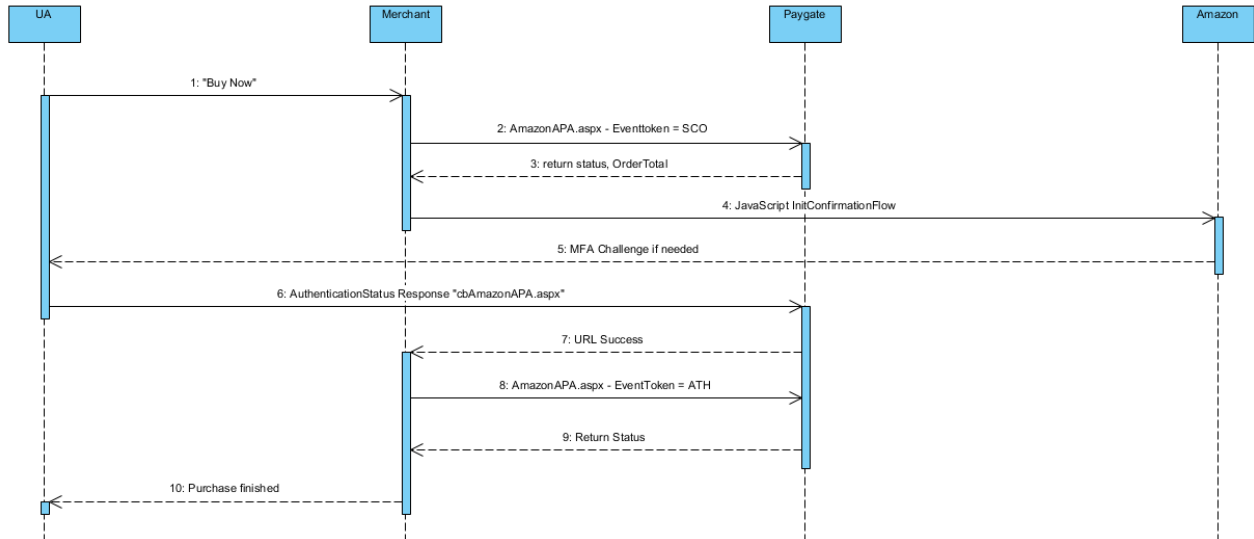 UA
Merchant
Paygate
Amazon
1: "Buy Now"
2: AmazonAPA.aspx - Eventtoken = SCO
3: return status, OrderTotal
4: JavaScript InitConfirmationFlow
5: MFA Challenge if needed
6: AuthenticationStatus Response "cbAmazonAPA.aspx"
7: URL Success
8: AmazonAPA.aspx - EventToken = ATH
9: Return Status
10: Purchase finished